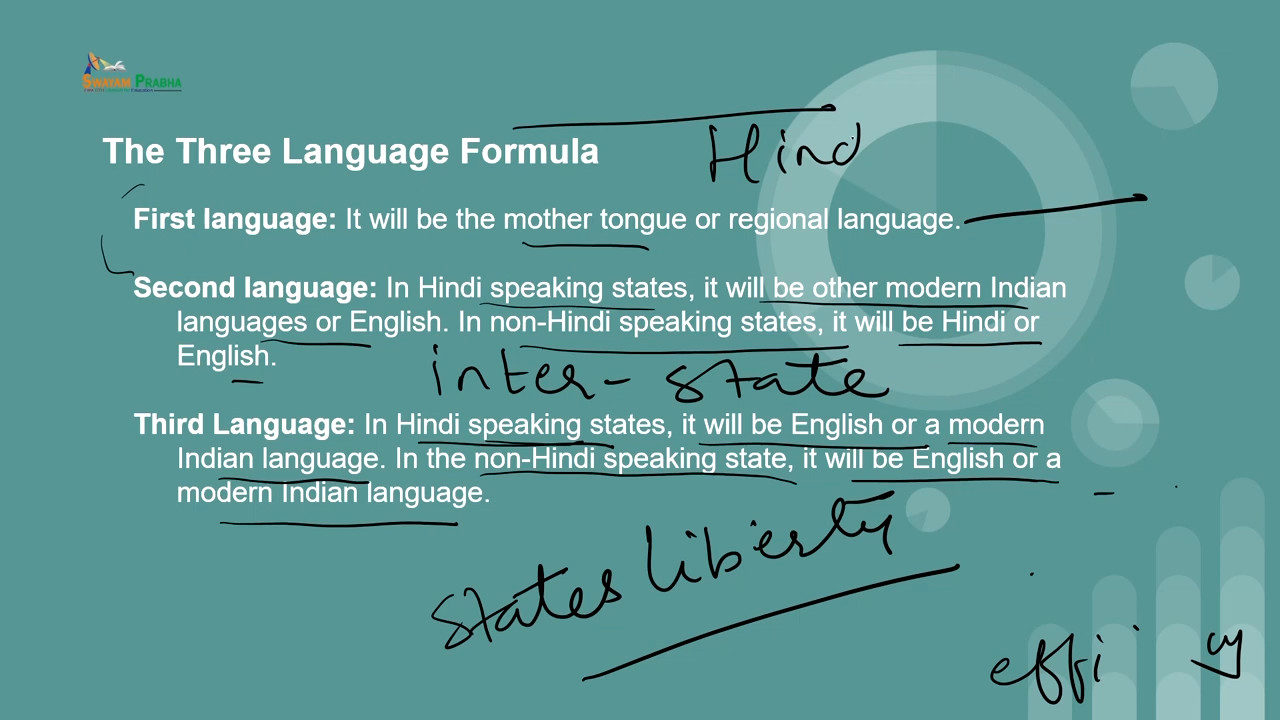 SWAYAM PRABHA
The Three Language Formula
Hind
First language: It will be the mother tongue or regional language.
Second language: In Hindi speaking states, it will be other modern Indian
languages or English. In non-Hindi speaking states, it will be Hindi or
English.
inter-state
Third Language: In Hindi speaking states, it will be English or a modern
Indian language. In the non-Hindi speaking state, it will be English or a
modern Indian language.
states liberty
effi cy